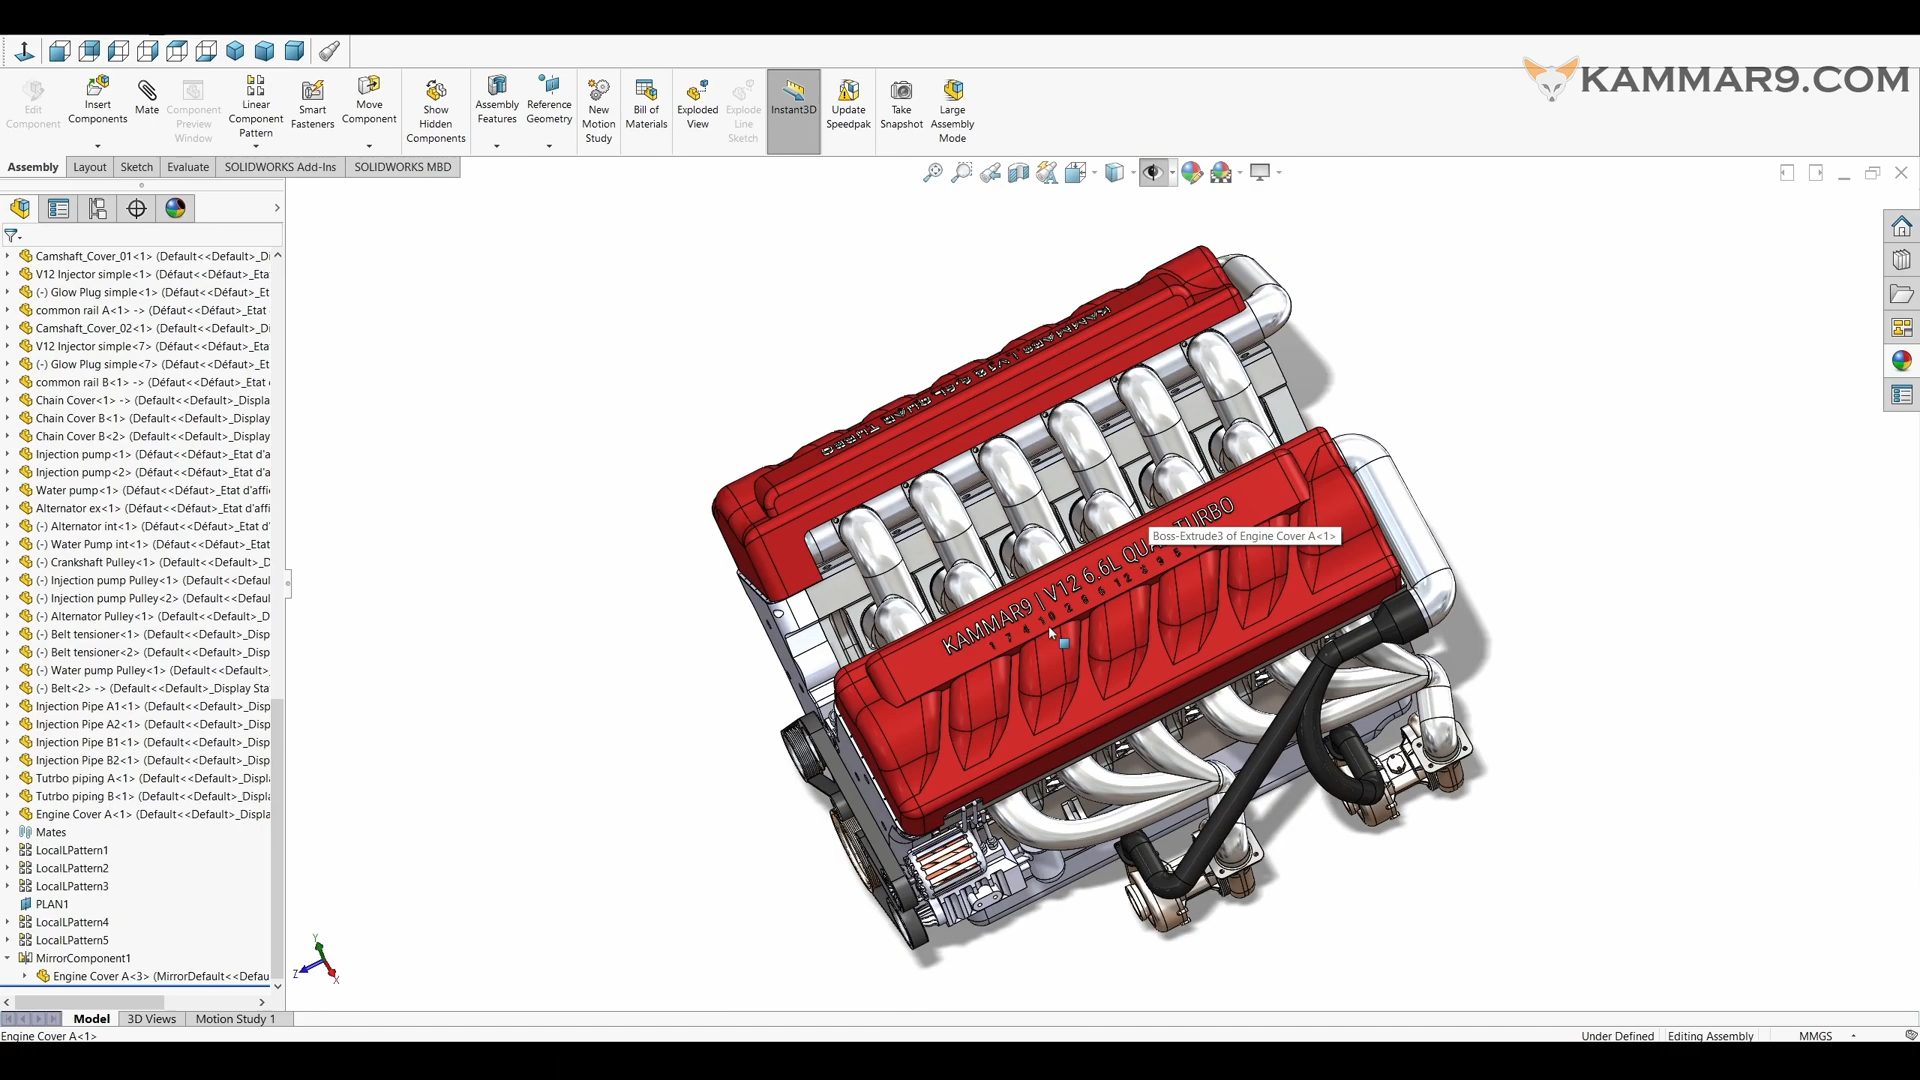 KAMMAR9.COM
Edit Component
Insert Components
Mate
Component Preview Window
Linear Component Pattern
Smart Fasteners
Move Component
Show Hidden Components
Assembly Features
Reference Geometry
New Motion Study
Bill of Materials
Exploded View
Explode Line Sketch
Instant3D
Update Speedpak
Take Snapshot
Large Assembly Mode
Assembly
Layout
Sketch
Evaluate
SOLIDWORKS Add-Ins
SOLIDWORKS MBD
Camshaft_Cover_01<1> (Default<<Default>_Di
V12 Injector simple<1> (Défaut<<Défaut>_Etat
(-) Glow Plug simple<1> (Défaut<<Défaut>_Et
common rail A<1> -> (Défaut<<Défaut>_Etat
Camshaft_Cover_02<1> (Default<<Default>_D
V12 Injector simple<7> (Défaut<<Défaut>_Eta
(-) Glow Plug simple<7> (Défaut<<Défaut>_Et
common rail B<1> -> (Défaut<<Défaut>_Etat
Chain Cover<1> -> (Default<<Default>_Displa
Chain Cover B<1> (Default<<Default>_Display
Chain Cover B<2> (Default<<Default>_Display
Injection pump<1> (Défaut<<Défaut>_Etat d'a
Injection pump<2> (Défaut<<Défaut>_Etat d'a
Water pump<1> (Défaut<<Défaut>_Etat d'affi
Alternator ex<1> (Défaut<<Défaut>_Etat d'aff
(-) Alternator int<1> (Défaut<<Défaut>_Etat d'
(-) Water Pump int<1> (Défaut<<Défaut>_Etat
(-) Crankshaft Pulley<1> (Default<<Default>_
(-) Injection pump Pulley<1> (Default<<Defaul
(-) Injection pump Pulley<2> (Default<<Defaul
(-) Alternator Pulley<1> (Default<<Default>_D
(-) Belt tensioner<1> (Default<<Default>_Disp
(-) Belt tensioner<2> (Default<<Default>_Disp
(-) Water pump Pulley<1> (Default<<Default>
(-) Belt<2> -> (Default<<Default>_Display Sta
Injection Pipe A1<1> (Default<<Default>_Disp
Injection Pipe A2<1> (Default<<Default>_Disp
Injection Pipe B1<1> (Default<<Default>_Disp
Injection Pipe B2<1> (Default<<Default>_Disp
Tutrbo piping A<1> (Default<<Default>_Displ
Tutrbo piping B<1> (Default<<Default>_Displ
Engine Cover A<1> (Default<<Default>_Displa
Mates
LocalLPattern1
LocalLPattern2
LocalLPattern3
PLAN1
LocalLPattern4
LocalLPattern5
MirrorComponent1
Engine Cover A<3> (MirrorDefault<<Defau
KAMMAR9 | V12 6.6L QUAD TURBO
KAMMAR9 | V12 6.6L QUA
TURBO
Boss-Extrude3 of Engine Cover A<1>
Y
Z
X
Model
3D Views
Motion Study 1
Engine Cover A<1>
Under Defined
Editing Assembly
MMGS